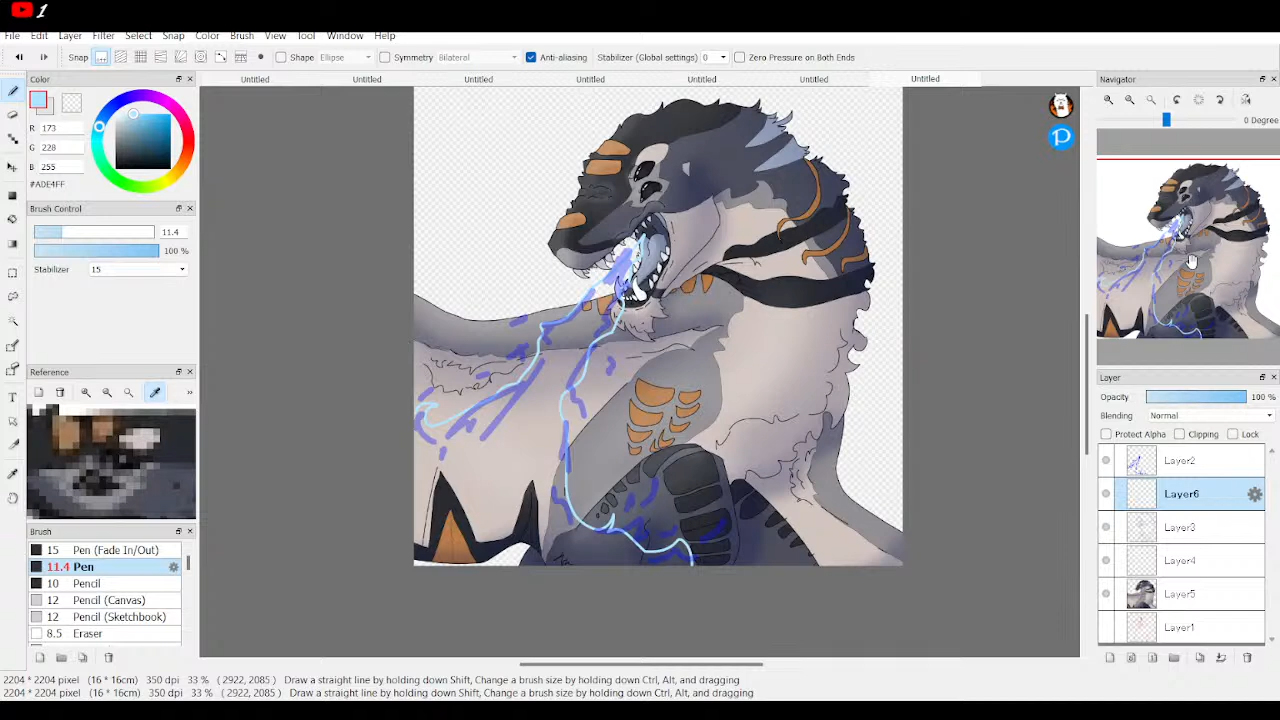 1
File Edit Layer Filter Select Snap Color Brush View Tool Window Help
Snap Shape Ellipse Symmetry Bilateral Anti-aliasing Stabilizer (Global settings) 0 Zero Pressure on Both Ends
Color Untitled Untitled Untitled Untitled Untitled Untitled Untitled Navigator
R 173
G 228
B 255
#ADE4FF
0 Degree
Brush Control
11.4
100 %
Stabilizer 15
Reference
Layer
Opacity 100 %
Blending Normal
Protect Alpha Clipping Lock
Layer2
Layer6
Layer3
Layer4
Layer5
Layer1
Brush
15 Pen (Fade In/Out)
11.4 Pen
10 Pencil
12 Pencil (Canvas)
12 Pencil (Sketchbook)
8.5 Eraser
2204 * 2204 pixel (16 * 16cm) 350 dpi 33 % ( 2922, 2085 ) Draw a straight line by holding down Shift, Change a brush size by holding down Ctrl, Alt, and dragging
2204 * 2204 pixel (16 * 16cm) 350 dpi 33 % ( 2922, 2085 ) Draw a straight line by holding down Shift, Change a brush size by holding down Ctrl, Alt, and dragging